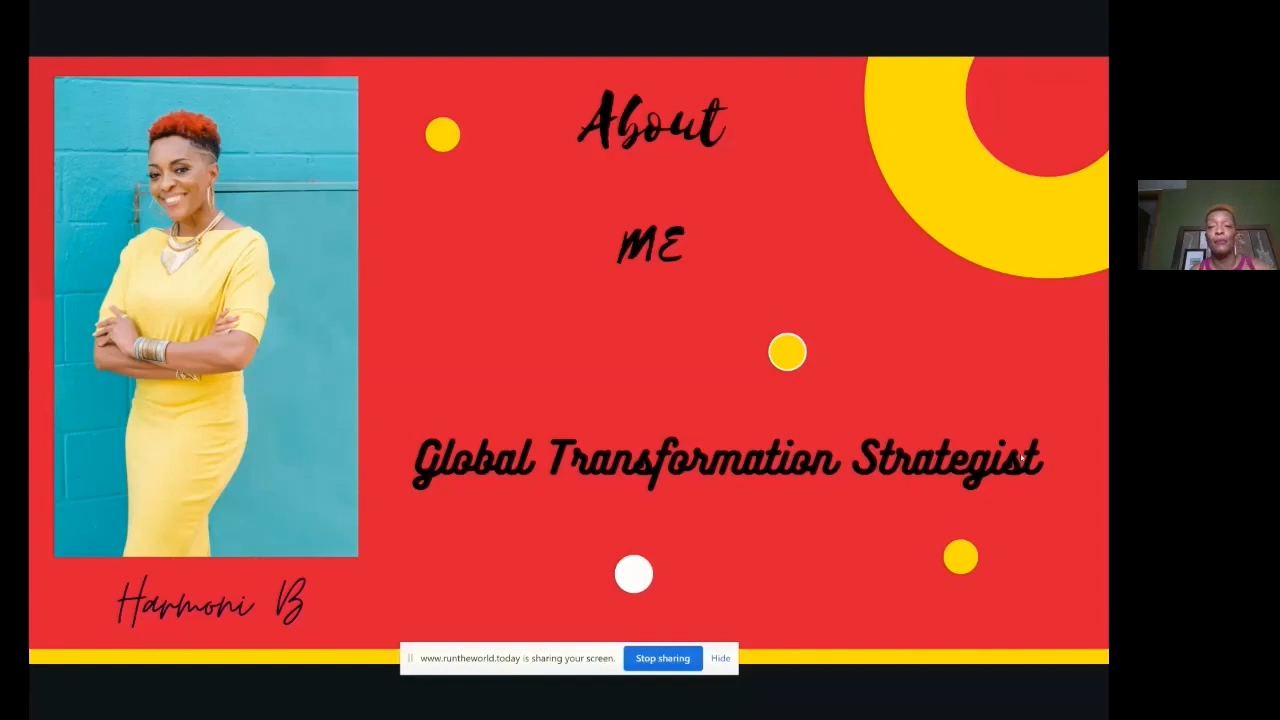 About
ME
Global Transformation Strategist
Harmoni B
www.runtheworld.today is sharing your screen. Stop sharing Hide